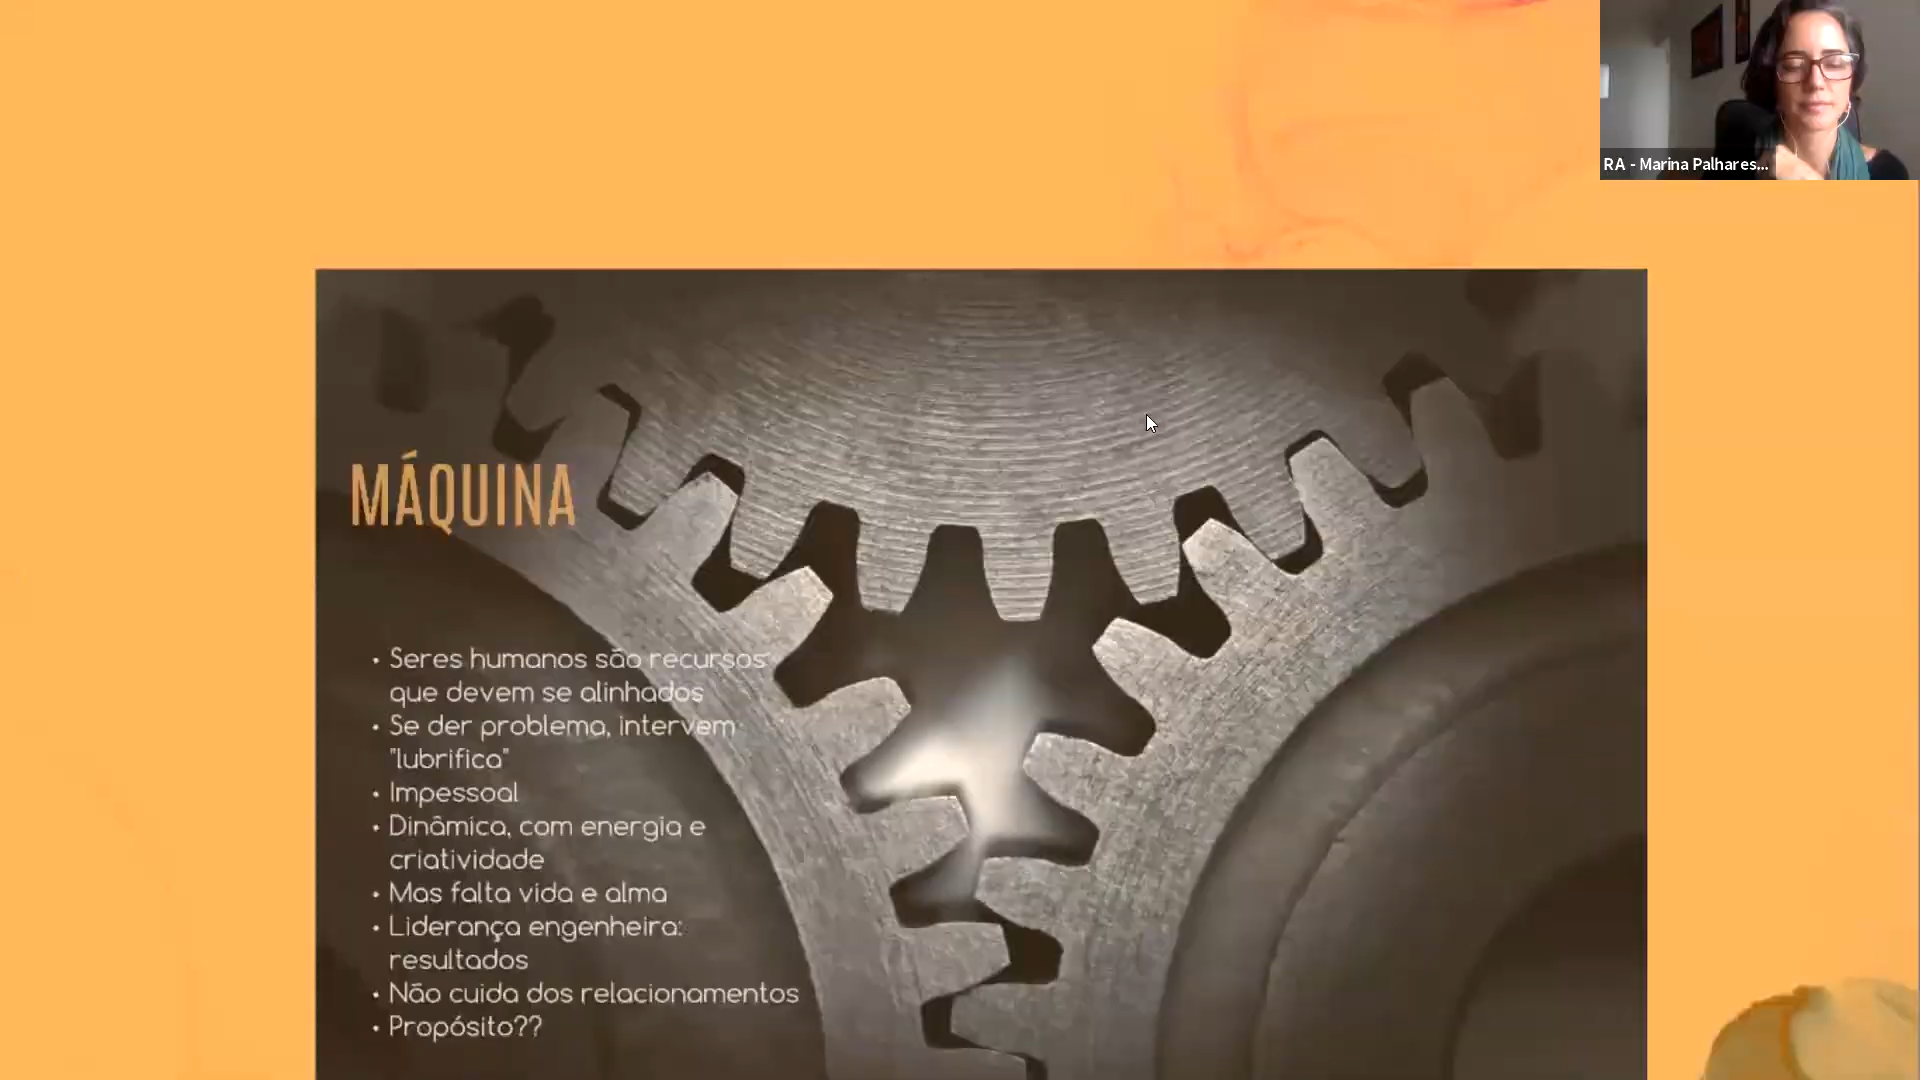 RA - Marina Palhares...
MÁQUINA
• Seres humanos são recursos
que devem se alinhados
• Se der problema, intervem
"lubrifica"
• Impessoal
• Dinâmica, com energia e
criatividade
• Mas falta vida e alma
• Liderança engenheira:
resultados
• Não cuida dos relacionamentos
• Propósito??